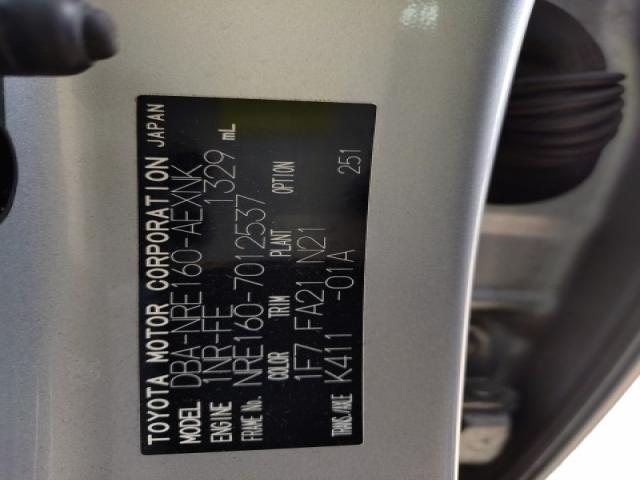 TOYOTA MOTOR CORPORATION JAPAN
MODEL DBA-NRE160-AEXNK
ENGINE 1NR-FE 1329 mL
FRAME No. NRE160-7012537
COLOR TRIM PLANT OPTION
1F7 FA21 N21
TRANS/AXLE K411 -01A 251